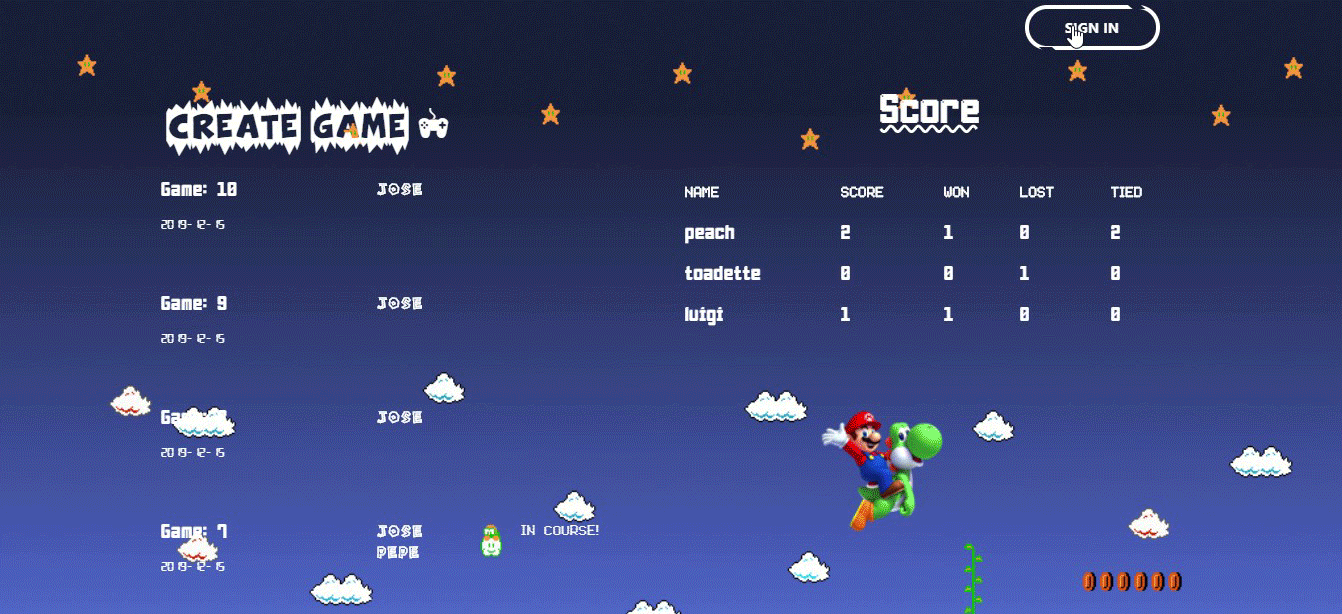 SIGN IN
CREATE GAME
Game: 10 JOSE
2019-12-15
Game: 9 JOSE
2019-12-15
JOSE
2019-12-15
Game: 7 JOSE
PEPE
IN COURSE!
2019-12-15
Score
NAME SCORE WON LOST TIED
peach 2 1 0 2
toadette 0 0 1 0
luigi 1 1 0 0